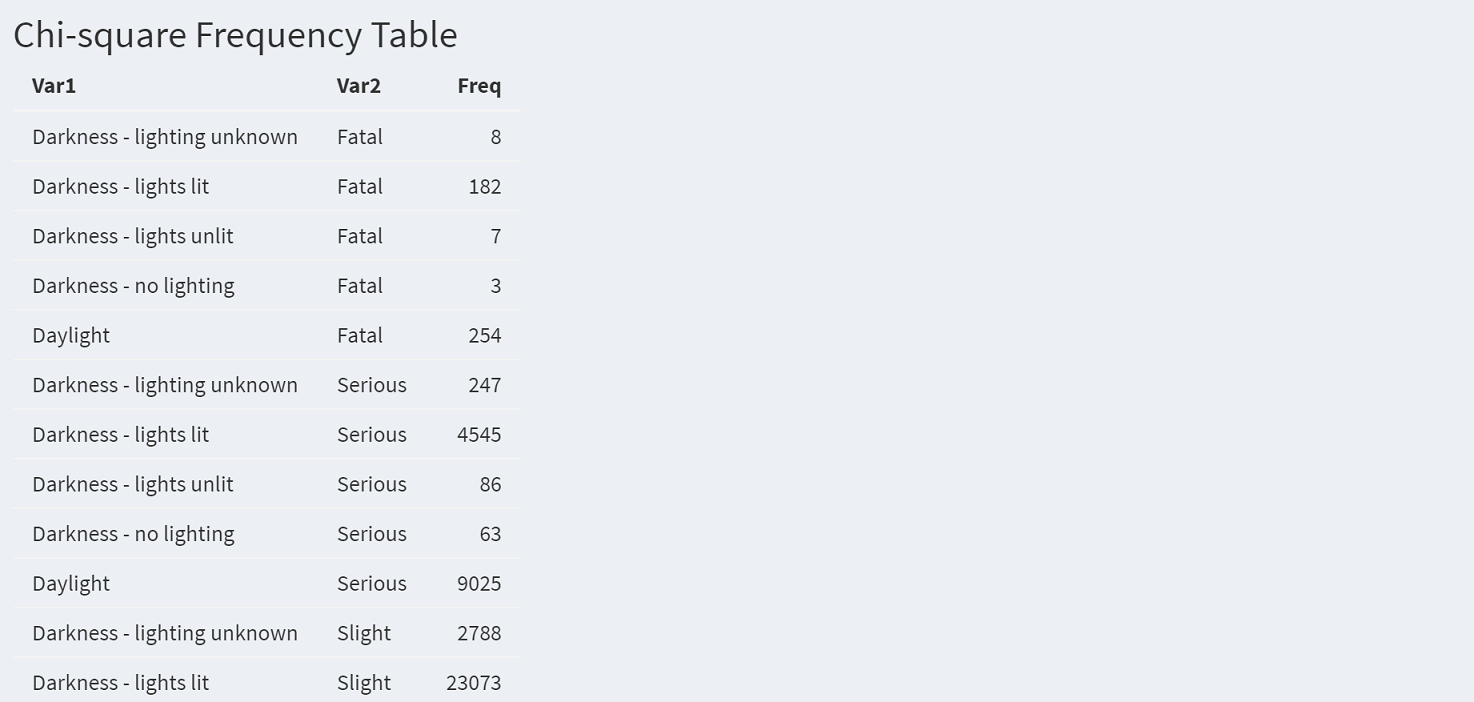 Chi-square Frequency Table
Var1 Var2 Freq
Darkness - lighting unknown Fatal 8
Darkness - lights lit Fatal 182
Darkness - lights unlit Fatal 7
Darkness - no lighting Fatal 3
Daylight Fatal 254
Darkness - lighting unknown Serious 247
Darkness - lights lit Serious 4545
Darkness - lights unlit Serious 86
Darkness - no lighting Serious 63
Daylight Serious 9025
Darkness - lighting unknown Slight 2788
Darkness - lights lit Slight 23073